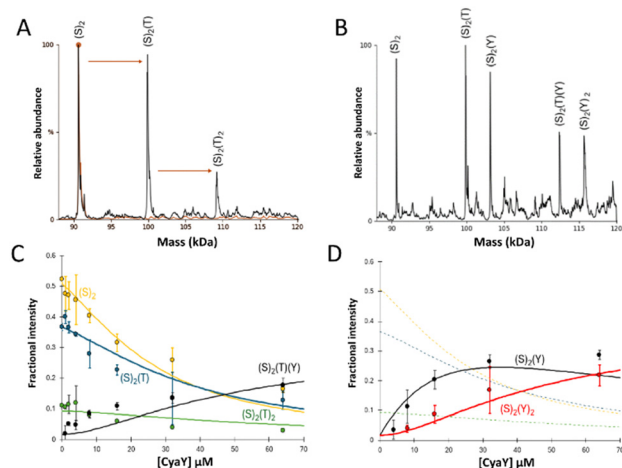 A
(S)₂
(S)₂(T)
(S)₂(T)₂
100
%
0
Relative abundance
90 95 100 105 110 115 120
Mass (kDa)
B
(S)₂
(S)₂(T)
(S)₂(Y)
(S)₂(T)(Y)
(S)₂(Y)₂
100
%
0
Relative abundance
90 95 100 105 110 115 120
Mass (kDa)
C
0.6
0.5
0.4
0.3
0.2
0.1
0
Fractional intensity
(S)₂
(S)₂(T)
(S)₂(T)(Y)
(S)₂(T)₂
0 10 20 30 40 50 60 70
[CyaY] μM
D
0.6
0.5
0.4
0.3
0.2
0.1
0.
Fractional intensity
(S)₂(Y)
(S)₂(Y)₂
0 10 20 30 40 50 60 70
[CyaY] μM